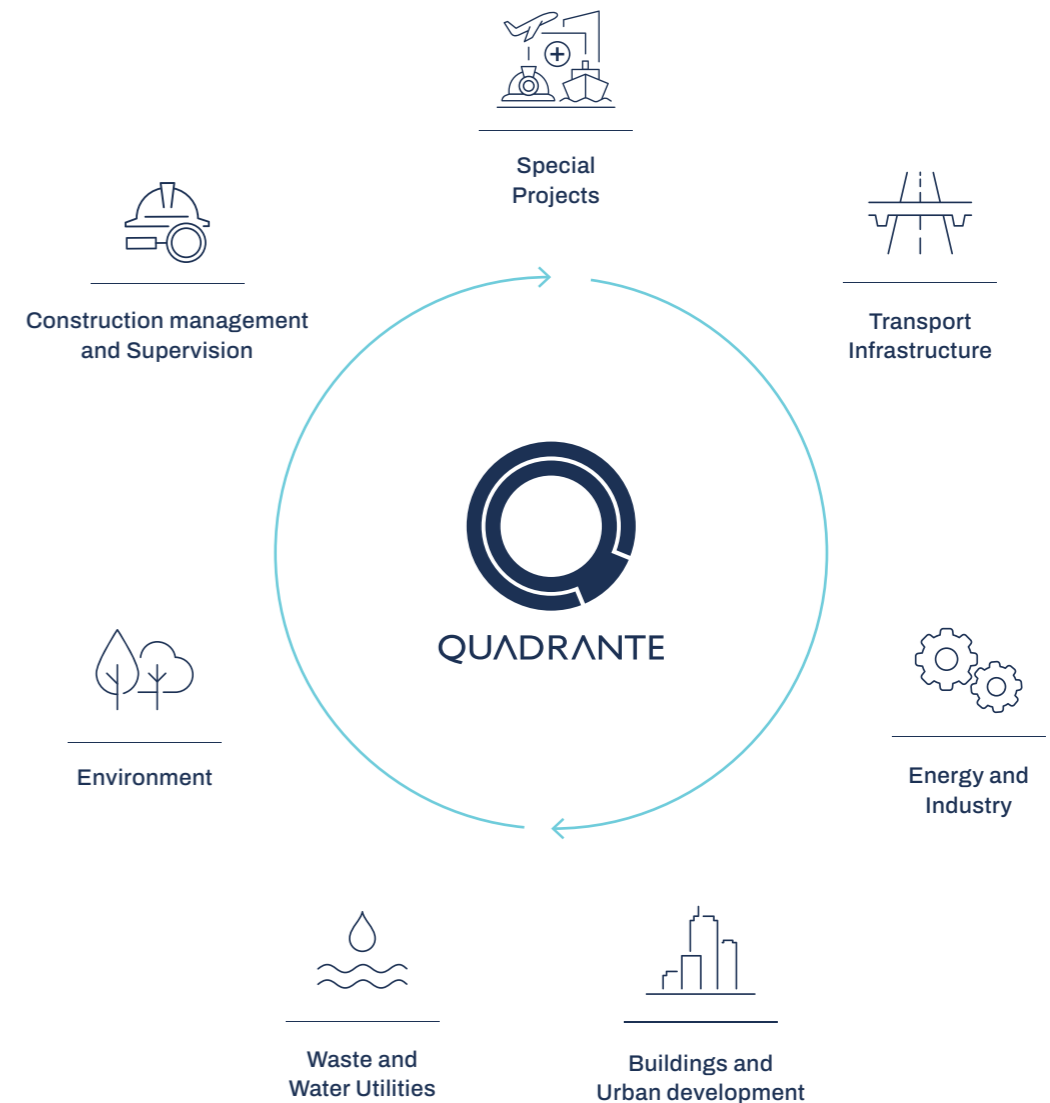 Special
Projects
Construction management
and Supervision
Transport
Infrastructure
QUADRANTE
Environment
Energy and
Industry
Waste and
Water Utilities
Buildings and
Urban development